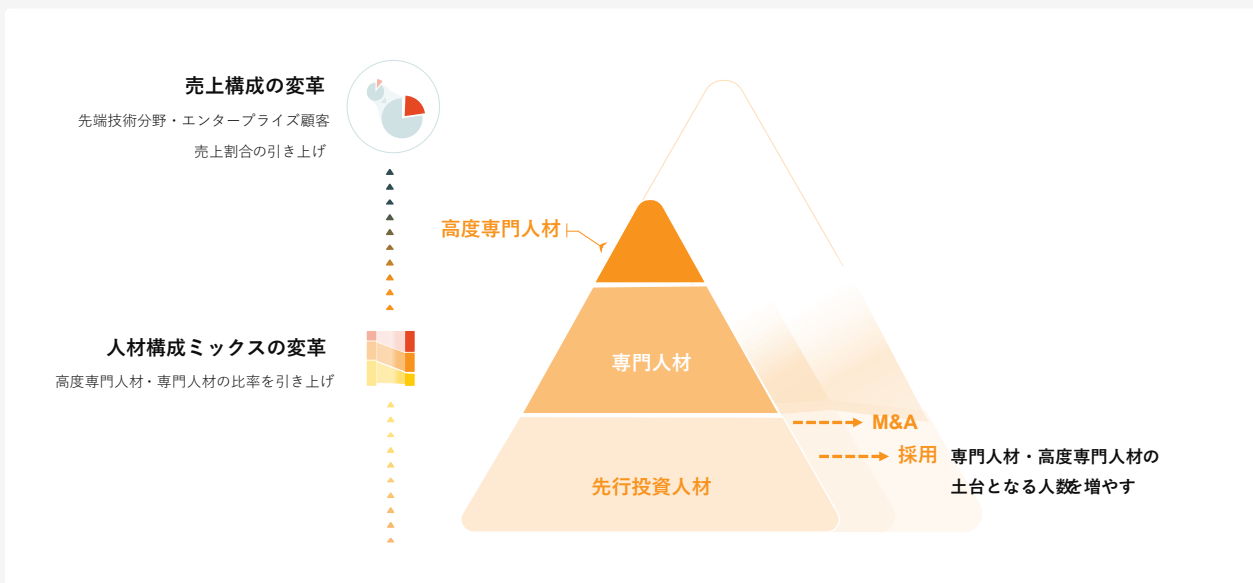 売上構成の変革
先端技術分野・エンタープライズ顧客
売上割合の引き上げ
高度専門人材
人材構成ミックスの変革
高度専門人材・専門人材の比率を引き上げ
専門人材
M&A
採用
専門人材・高度専門人材の
土台となる人数を増やす
先行投資人材